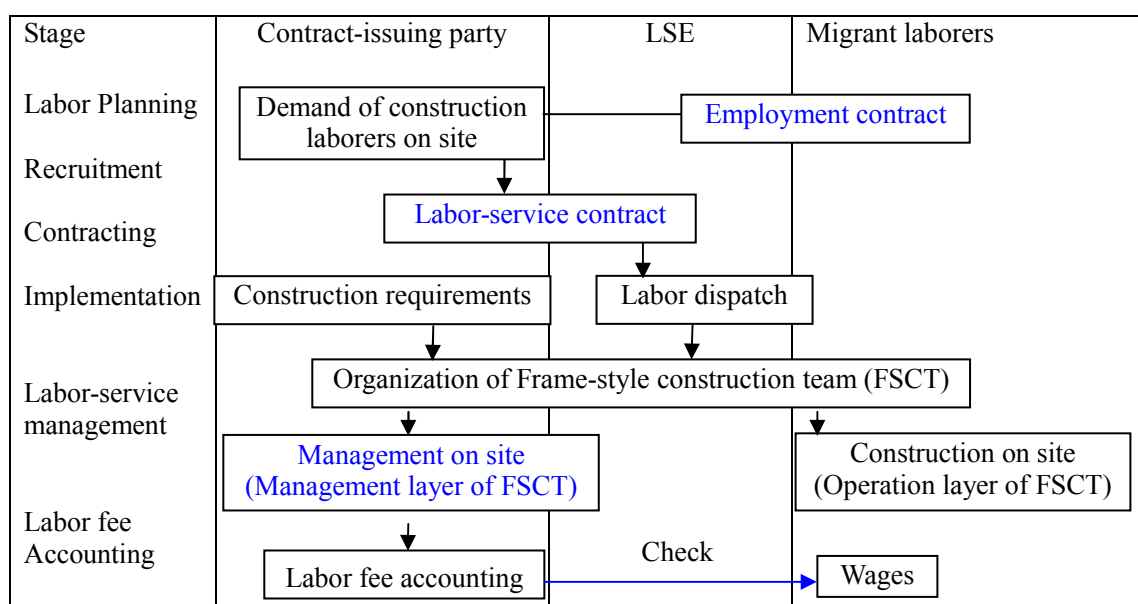 Stage
Contract-issuing party
LSE
Migrant laborers
Labor Planning
Demand of construction
laborers on site
Employment contract
Recruitment
Labor-service contract
Contracting
Implementation
Construction requirements
Labor dispatch
Organization of Frame-style construction team (FSCT)
Labor-service
management
Management on site
(Management layer of FSCT)
Construction on site
(Operation layer of FSCT)
Labor fee
Accounting
Labor fee accounting
Check
Wages